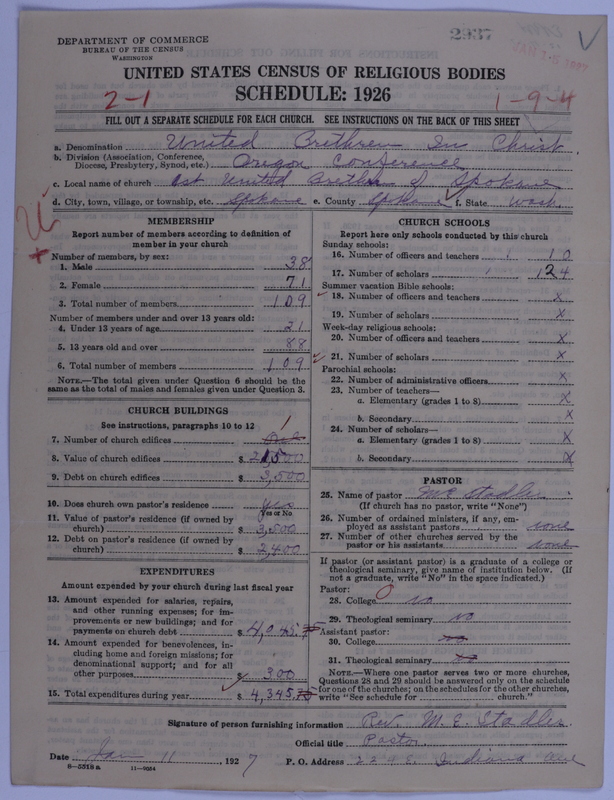 DEPARTMENT OF COMMERCE
BUREAU OF THE CENSUS
WASHINGTON
2937
UNITED STATES CENSUS OF RELIGIOUS BODIES
SCHEDULE: 1926
2-1
1-9-4
FILL OUT A SEPARATE SCHEDULE FOR EACH CHURCH. SEE INSTRUCTIONS ON THE BACK OF THIS SHEET
a. Denomination United Brethren In Christ
b. Division (Association, Conference, Diocese, Presbytery, Synod, etc.) Oregon Conference
c. Local name of church 1st United Brethren of Spokane
d. City, town, village, or township, etc. Spokane e. County Spokane f. State Wash.
MEMBERSHIP
Report number of members according to definition of member in your church
Number of members, by sex:
1. Male 38
2. Female 71
3. Total number of members 109
Number of members under and over 13 years old:
4. Under 13 years of age 21
5. 13 years old and over 88
6. Total number of members 109
NOTE.—The total given under Question 6 should be the same as the total of males and females given under Question 3.
CHURCH BUILDINGS
See instructions, paragraphs 10 to 12
7. Number of church edifices One 1
8. Value of church edifices $ 21,500
9. Debt on church edifices $ 3,500
10. Does church own pastor's residence Yes
Yes or No
11. Value of pastor's residence (if owned by church) $ 3,500
12. Debt on pastor's residence (if owned by church) $ 2,400
EXPENDITURES
Amount expended by your church during last fiscal year
13. Amount expended for salaries, repairs, and other running expenses; for improvements or new buildings; and for payments on church debt $ 4,045.75
14. Amount expended for benevolences, including home and foreign missions; for denominational support; and for all other purposes $ 300
15. Total expenditures during year $ 4,345.75
CHURCH SCHOOLS
Report here only schools conducted by this church
Sunday schools:
16. Number of officers and teachers 10
17. Number of scholars 124
Summer vacation Bible schools:
18. Number of officers and teachers x
19. Number of scholars x
Week-day religious schools:
20. Number of officers and teachers x
21. Number of scholars x
Parochial schools:
22. Number of administrative officers x
23. Number of teachers—
a. Elementary (grades 1 to 8) x
b. Secondary x
24. Number of scholars—
a. Elementary (grades 1 to 8) x
b. Secondary x
PASTOR
25. Name of pastor M E Stadler
(If church has no pastor, write "None")
26. Number of ordained ministers, if any, employed as assistant pastors none
27. Number of other churches served by the pastor or his assistants none
If pastor (or assistant pastor) is a graduate of a college or theological seminary, give name of institution below. (If not a graduate, write "No" in the space indicated.)
Pastor:
28. College No
29. Theological seminary No
Assistant pastor:
30. College no
31. Theological seminary no
NOTE.—Where one pastor serves two or more churches, Questions 28 and 29 should be answered only on the schedule for one of the churches; on the schedules for the other churches, write "See schedule for ________ church."
Signature of person furnishing information Rev. M. E. Stadler
Official title Pastor
Date Jan 11 1927 P. O. Address 229 E. Indiana Ave
8-5518 a 11-9054